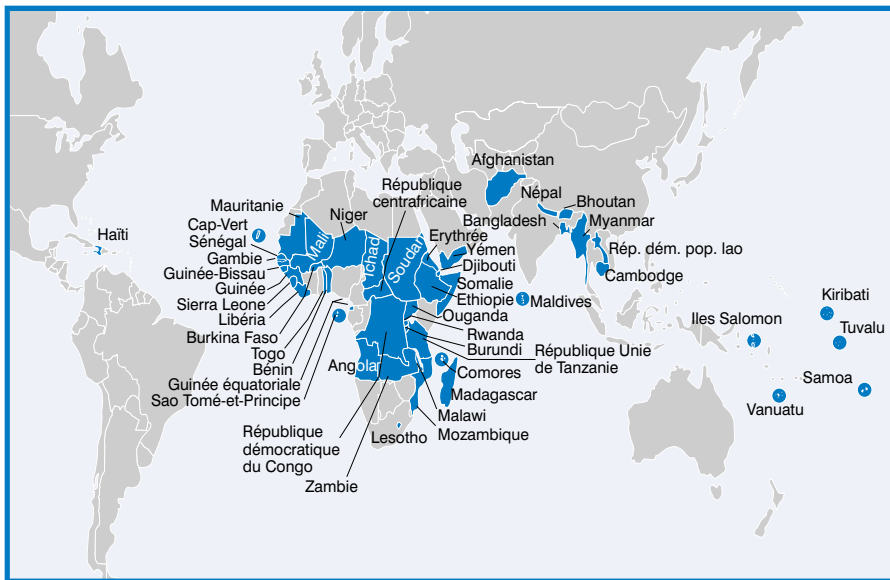 Haïti
Mauritanie
Cap-Vert
Sénégal
Gambie
Guinée-Bissau
Guinée
Sierra Leone
Libéria
Burkina Faso
Togo
Bénin
Guinée équatoriale
Sao Tomé-et-Principe
Mali
Niger
République
centrafricaine
Tchad
Soudan
Erythrée
Yémen
Djibouti
Somalie
Ethiopie
Ouganda
Rwanda
Burundi
République Unie
de Tanzanie
Comores
Madagascar
Malawi
Mozambique
Angola
Lesotho
République
démocratique
du Congo
Zambie
Afghanistan
Népal
Bhoutan
Bangladesh
Myanmar
Rép. dém. pop. lao
Cambodge
Maldives
Kiribati
Iles Salomon
Tuvalu
Samoa
Vanuatu